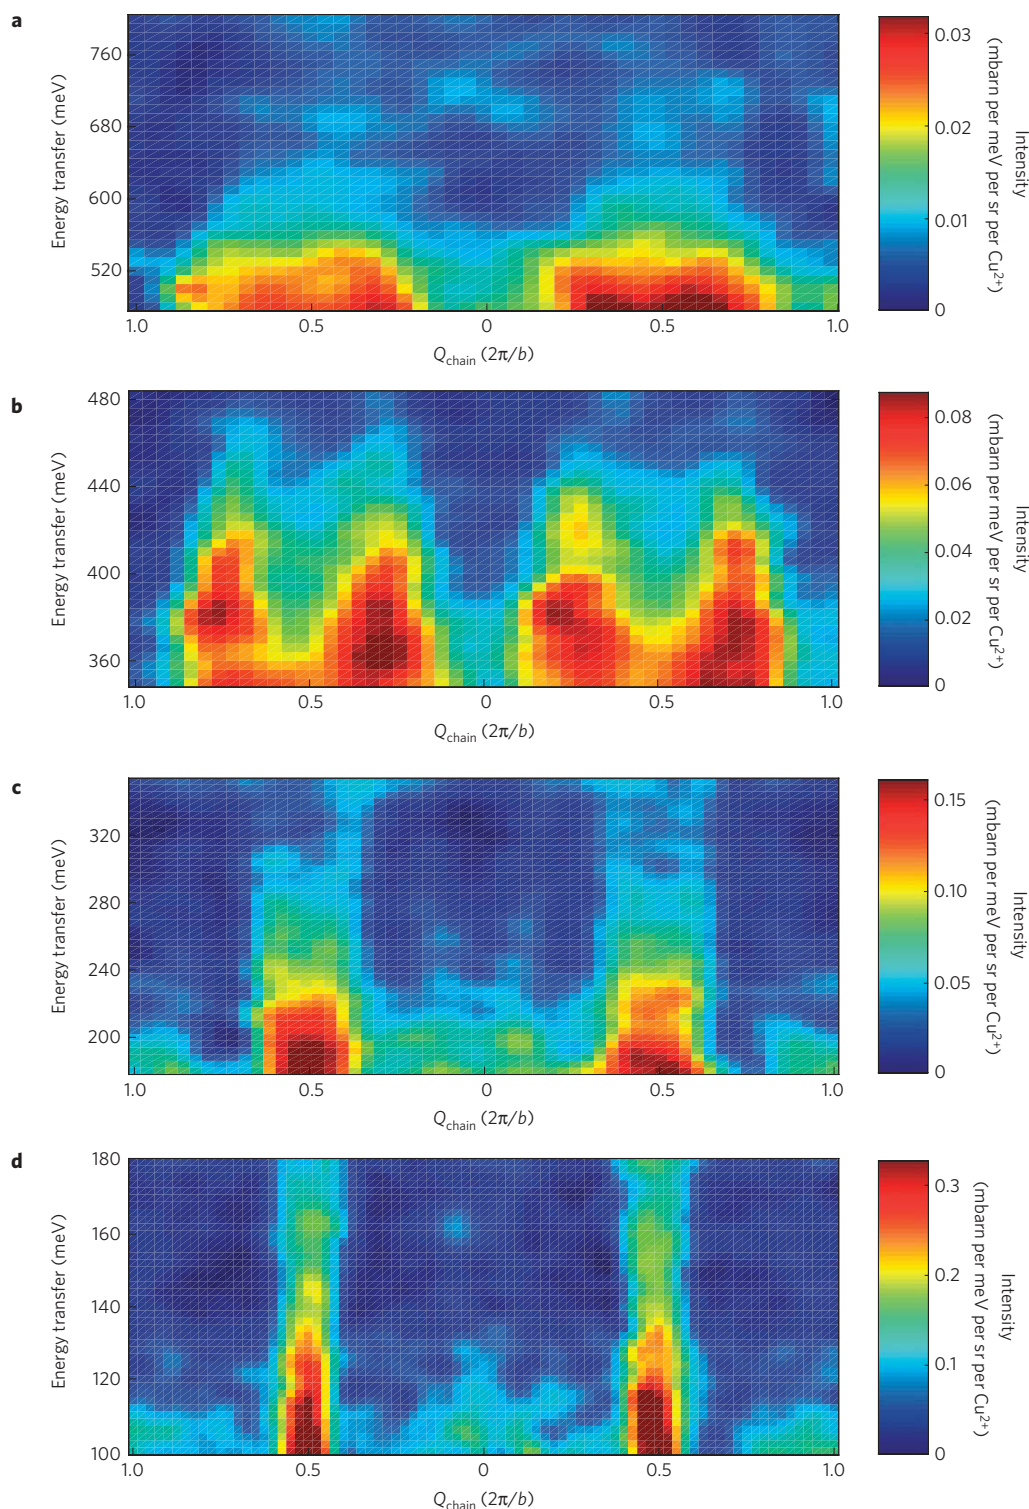 a
760
680
600
520
Energy transfer (meV)
1.0 0.5 0 0.5 1.0
Q_chain (2π/b)
0.03
0.02
0.01
0
Intensity
(mbarn per meV per sr per Cu²⁺)
b
480
440
400
360
Energy transfer (meV)
1.0 0.5 0 0.5 1.0
Q_chain (2π/b)
0.08
0.06
0.04
0.02
0
Intensity
(mbarn per meV per sr per Cu²⁺)
c
320
280
240
200
Energy transfer (meV)
1.0 0.5 0 0.5 1.0
Q_chain (2π/b)
0.15
0.10
0.05
0
Intensity
(mbarn per meV per sr per Cu²⁺)
d
180
160
140
120
100
Energy transfer (meV)
1.0 0.5 0 0.5 1.0
Q_chain (2π/b)
0.3
0.2
0.1
0
Intensity
(mbarn per meV per sr per Cu²⁺)